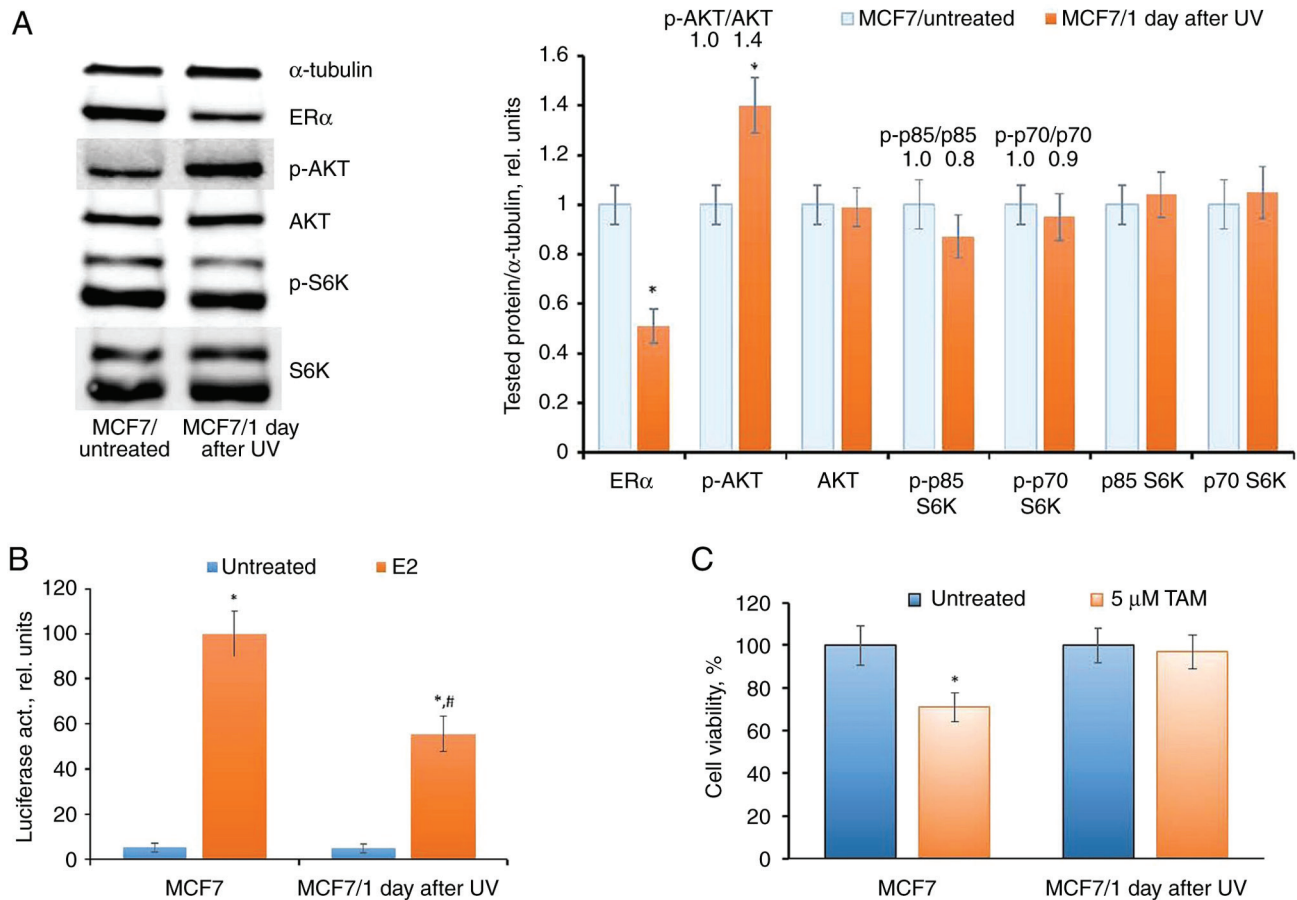 A
α-tubulin
ERα
p-AKT
AKT
p-S6K
S6K
MCF7/
untreated
MCF7/1 day
after UV
p-AKT/AKT
1.0 1.4
MCF7/untreated
MCF7/1 day after UV
Tested protein/α-tubulin, rel. units
1.6
1.4
1.2
1
0.8
0.6
0.4
0.2
0
*
*
p-p85/p85
1.0 0.8
p-p70/p70
1.0 0.9
ERα
p-AKT
AKT
p-p85
S6K
p-p70
S6K
p85 S6K
p70 S6K
B
Untreated
E2
Luciferase act., rel. units
120
100
80
60
40
20
0
*
*,#
MCF7
MCF7/1 day after UV
C
Untreated
5 μM TAM
Cell viability, %
120
100
80
60
40
20
0
*
MCF7
MCF7/1 day after UV